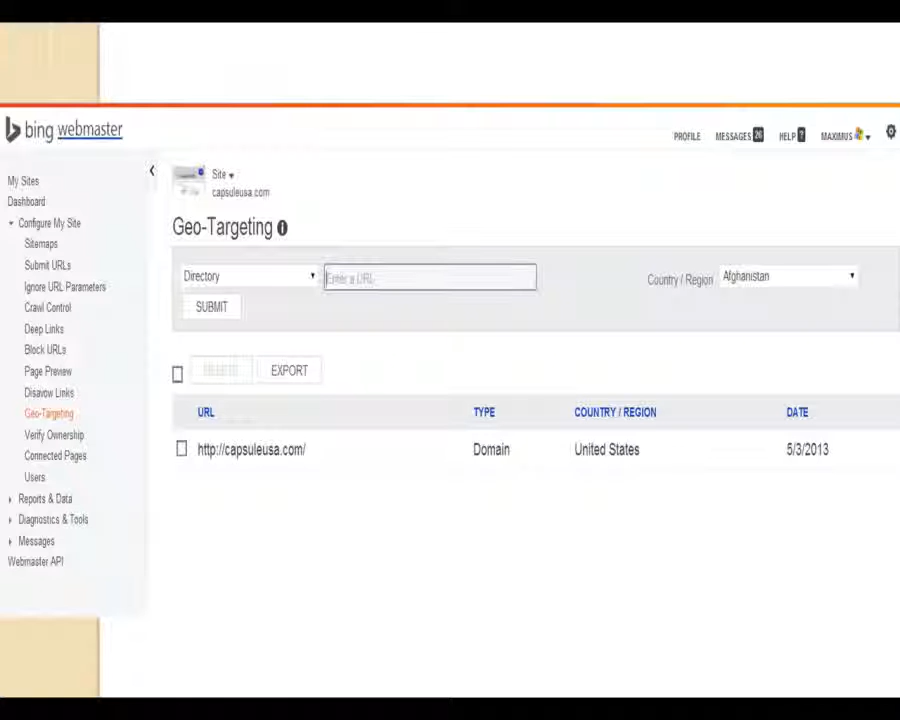 bing webmaster
PROFILE MESSAGES 26 HELP ? MAXIMUS
Site
capsuleusa.com
My Sites
Dashboard
Configure My Site
Sitemaps
Submit URLs
Ignore URL Parameters
Crawl Control
Deep Links
Block URLs
Page Preview
Disavow Links
Geo-Targeting
Verify Ownership
Connected Pages
Users
Reports & Data
Diagnostics & Tools
Messages
Webmaster API
Geo-Targeting
Directory Enter a URL Country / Region Afghanistan
SUBMIT
DELETE EXPORT
URL TYPE COUNTRY / REGION DATE
http://capsuleusa.com/ Domain United States 5/3/2013